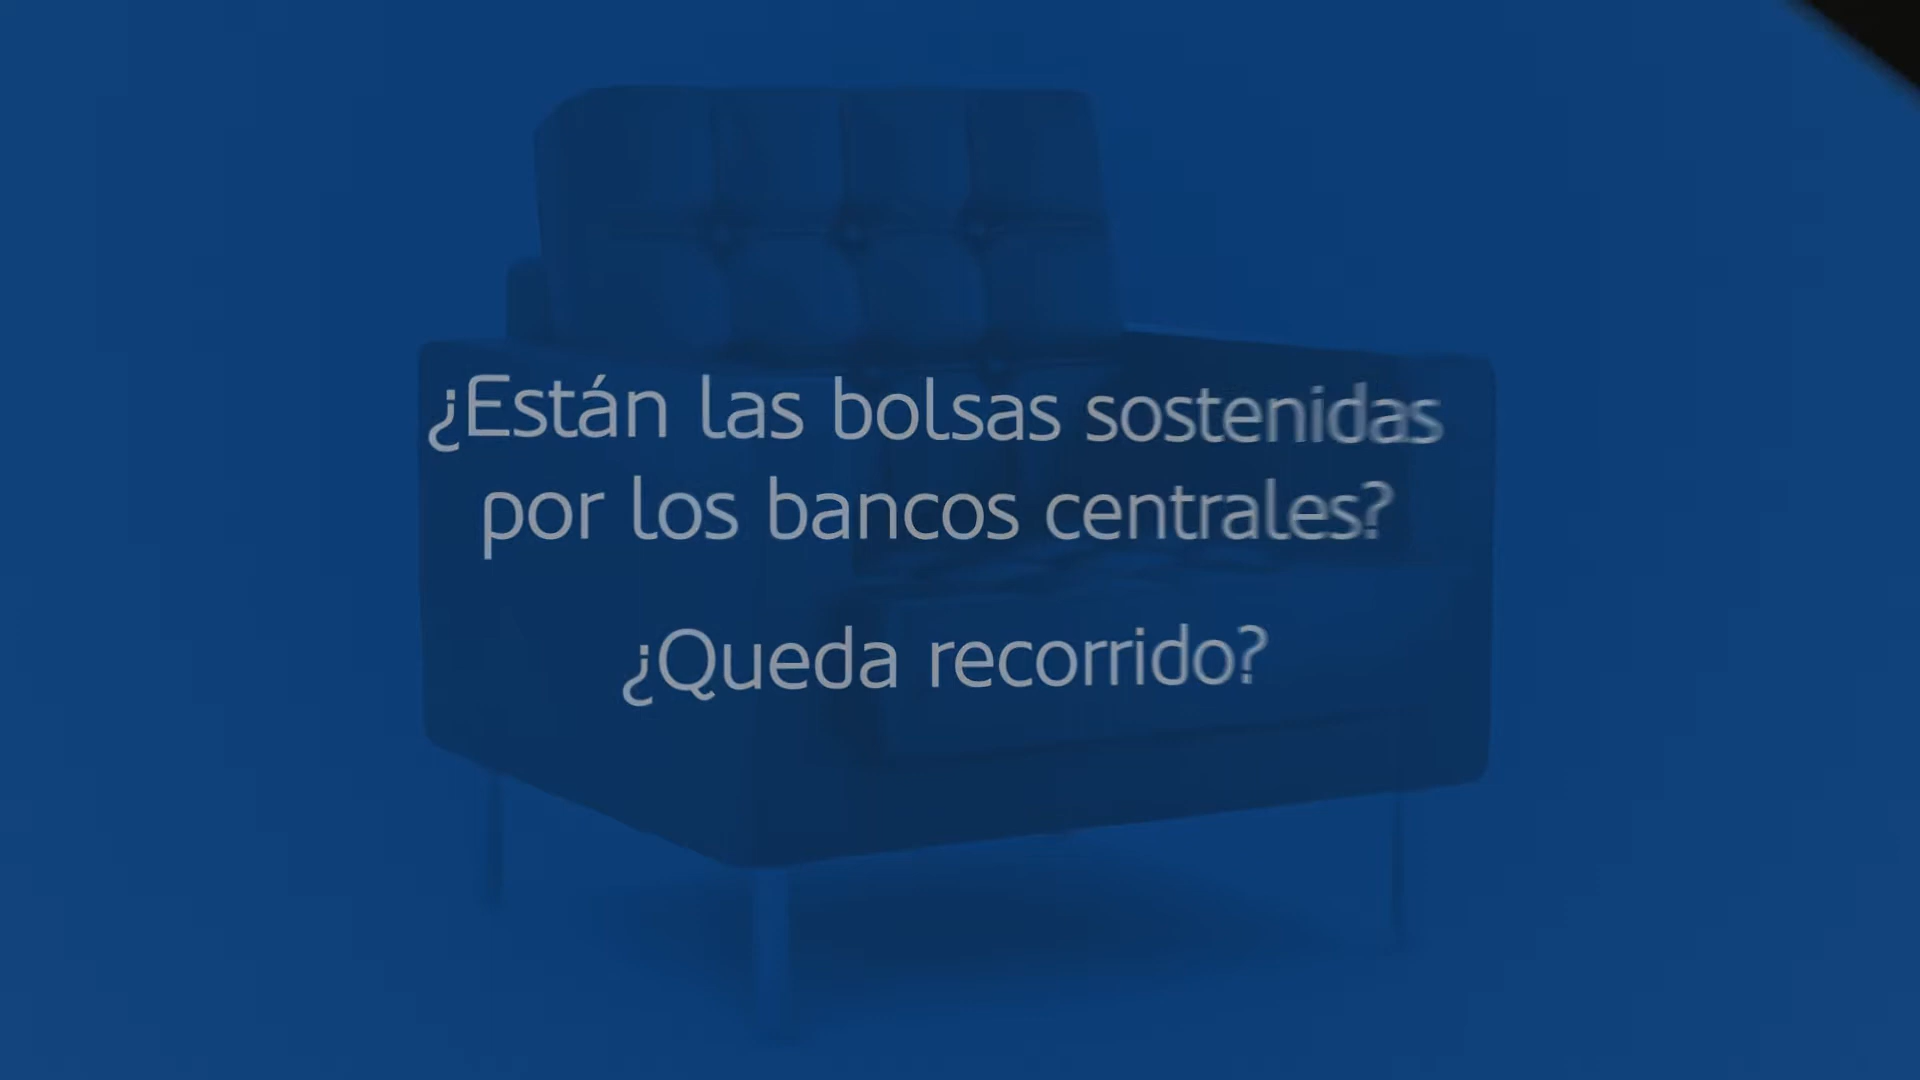 ¿Están las bolsas sostenidas
por los bancos centrales?
¿Queda recorrido?